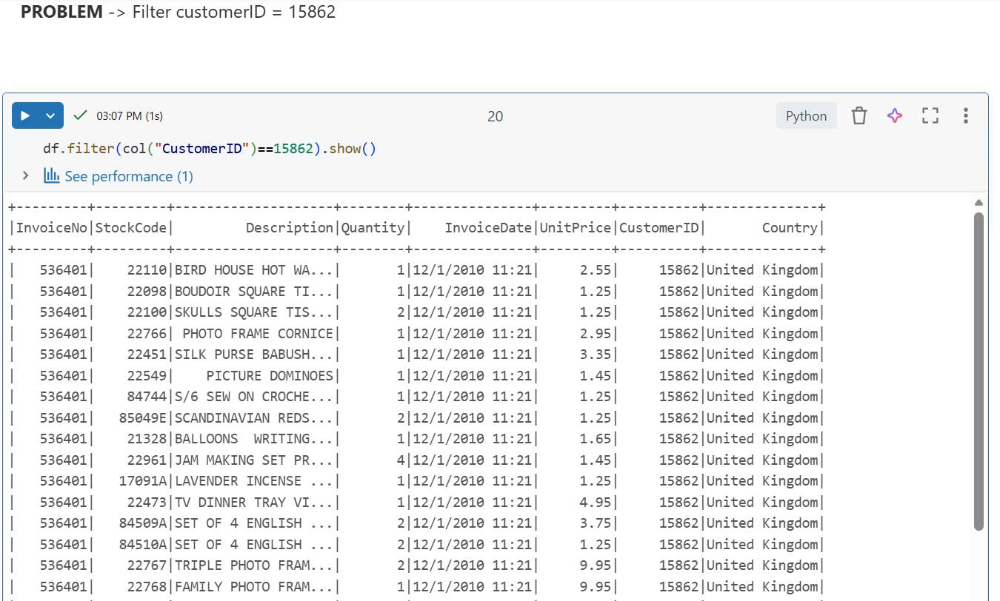 PROBLEM -> Filter customerID = 15862
03:07 PM (1s)
20
Python
df.filter(col("CustomerID")==15862).show()
See performance (1)
+---------+---------+--------------------+--------+---------------+---------+----------+--------------+
|InvoiceNo|StockCode|         Description|Quantity|    InvoiceDate|UnitPrice|CustomerID|       Country|
+---------+---------+--------------------+--------+---------------+---------+----------+--------------+
|   536401|    22110|BIRD HOUSE HOT WA...|       1|12/1/2010 11:21|     2.55|     15862|United Kingdom|
|   536401|    22098|BOUDOIR SQUARE TI...|       1|12/1/2010 11:21|     1.25|     15862|United Kingdom|
|   536401|    22100|SKULLS SQUARE TIS...|       2|12/1/2010 11:21|     1.25|     15862|United Kingdom|
|   536401|    22766| PHOTO FRAME CORNICE|       1|12/1/2010 11:21|     2.95|     15862|United Kingdom|
|   536401|    22451|SILK PURSE BABUSH...|       1|12/1/2010 11:21|     3.35|     15862|United Kingdom|
|   536401|    22549|    PICTURE DOMINOES|       1|12/1/2010 11:21|     1.45|     15862|United Kingdom|
|   536401|    84744|S/6 SEW ON CROCHE...|       1|12/1/2010 11:21|     1.25|     15862|United Kingdom|
|   536401|   85049E|SCANDINAVIAN REDS...|       2|12/1/2010 11:21|     1.25|     15862|United Kingdom|
|   536401|    21328|BALLOONS  WRITING...|       1|12/1/2010 11:21|     1.65|     15862|United Kingdom|
|   536401|    22961|JAM MAKING SET PR...|       4|12/1/2010 11:21|     1.45|     15862|United Kingdom|
|   536401|   17091A|LAVENDER INCENSE ...|       1|12/1/2010 11:21|     1.25|     15862|United Kingdom|
|   536401|    22473|TV DINNER TRAY VI...|       1|12/1/2010 11:21|     4.95|     15862|United Kingdom|
|   536401|   84509A|SET OF 4 ENGLISH ...|       2|12/1/2010 11:21|     3.75|     15862|United Kingdom|
|   536401|   84510A|SET OF 4 ENGLISH ...|       2|12/1/2010 11:21|     1.25|     15862|United Kingdom|
|   536401|    22767|TRIPLE PHOTO FRAM...|       2|12/1/2010 11:21|     9.95|     15862|United Kingdom|
|   536401|    22768|FAMILY PHOTO FRAM...|       1|12/1/2010 11:21|     9.95|     15862|United Kingdom|